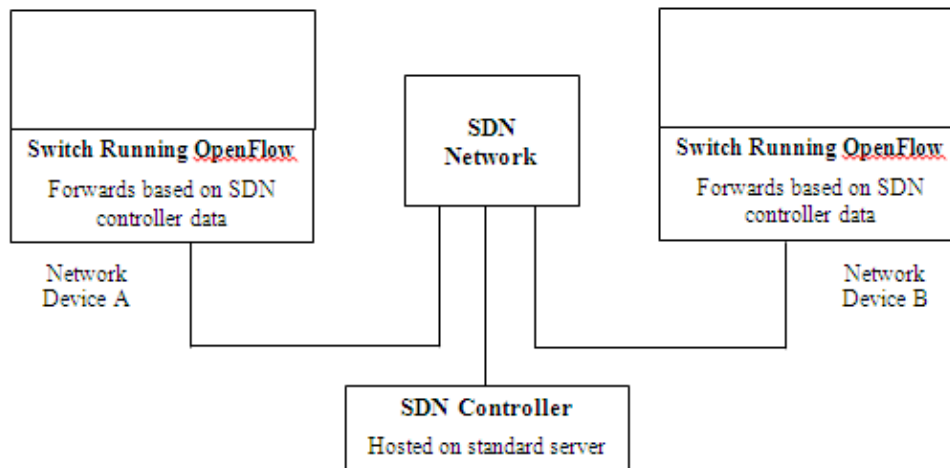 Switch Running OpenFlow
Forwards based on SDN
controller data
Network
Device A
SDN
Network
Switch Running OpenFlow
Forwards based on SDN
controller data
Network
Device B
SDN Controller
Hosted on standard server